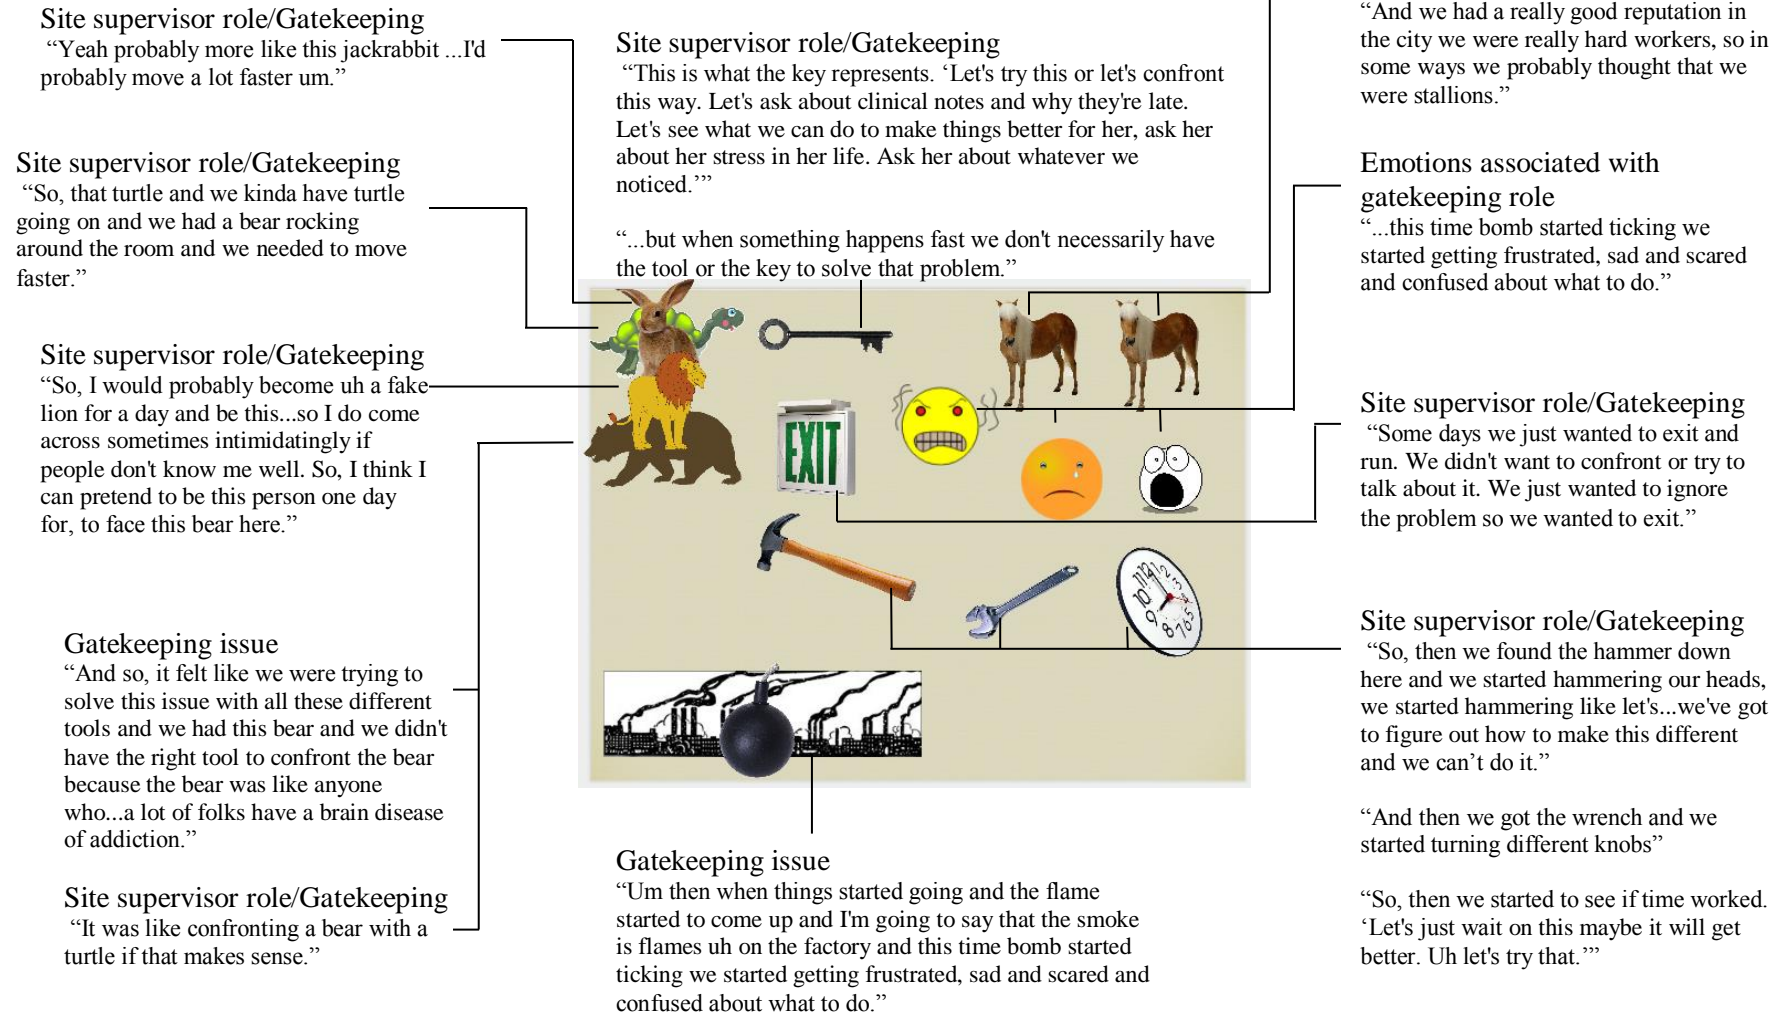 Site supervisor role/Gatekeeping
“Yeah probably more like this jackrabbit ...I'd
probably move a lot faster um.”
Site supervisor role/Gatekeeping
“So, that turtle and we kinda have turtle
going on and we had a bear rocking
around the room and we needed to move
faster.”
Site supervisor role/Gatekeeping
“So, I would probably become uh a fake
lion for a day and be this...so I do come
across sometimes intimidatingly if
people don't know me well. So, I think I
can pretend to be this person one day
for, to face this bear here.”
Gatekeeping issue
“And so, it felt like we were trying to
solve this issue with all these different
tools and we had this bear and we didn't
have the right tool to confront the bear
because the bear was like anyone
who...a lot of folks have a brain disease
of addiction.”
Site supervisor role/Gatekeeping
“It was like confronting a bear with a
turtle if that makes sense.”
Site supervisor role/Gatekeeping
“This is what the key represents. ‘Let's try this or let's confront
this way. Let's ask about clinical notes and why they're late.
Let's see what we can do to make things better for her, ask her
about her stress in her life. Ask her about whatever we
noticed.’”
“...but when something happens fast we don't necessarily have
the tool or the key to solve that problem.”
EXIT
11 12 1
10 2
9 3
8 7 6 5 4
Gatekeeping issue
“Um then when things started going and the flame
started to come up and I'm going to say that the smoke
is flames uh on the factory and this time bomb started
ticking we started getting frustrated, sad and scared and
confused about what to do.”
“And we had a really good reputation in
the city we were really hard workers, so in
some ways we probably thought that we
were stallions.”
Emotions associated with
gatekeeping role
“...this time bomb started ticking we
started getting frustrated, sad and scared
and confused about what to do.”
Site supervisor role/Gatekeeping
“Some days we just wanted to exit and
run. We didn't want to confront or try to
talk about it. We just wanted to ignore
the problem so we wanted to exit.”
Site supervisor role/Gatekeeping
“So, then we found the hammer down
here and we started hammering our heads,
we started hammering like let's...we've got
to figure out how to make this different
and we can’t do it.”
“And then we got the wrench and we
started turning different knobs”
“So, then we started to see if time worked.
‘Let's just wait on this maybe it will get
better. Uh let's try that.’”